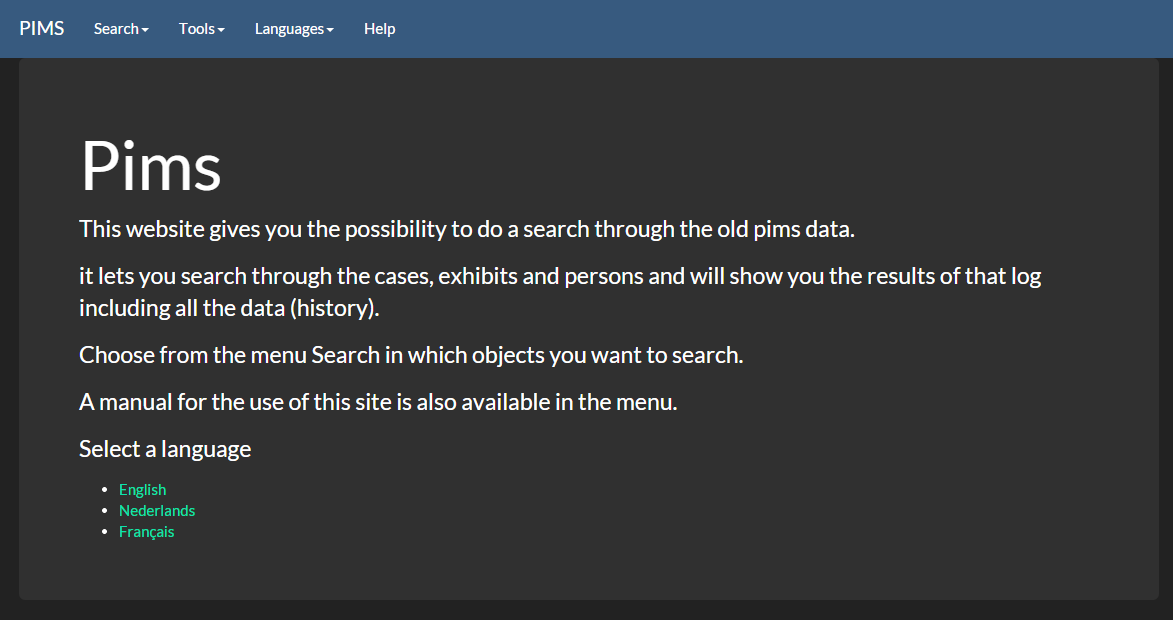 PIMS Search Tools Languages Help
Pims
This website gives you the possibility to do a search through the old pims data.
it lets you search through the cases, exhibits and persons and will show you the results of that log
including all the data (history).
Choose from the menu Search in which objects you want to search.
A manual for the use of this site is also available in the menu.
Select a language
English
Nederlands
Français